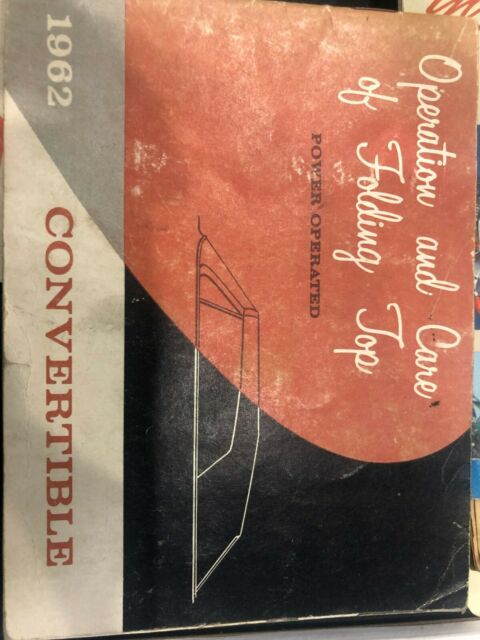 Operation and Care
of Folding Top
POWER OPERATED
1962 CONVERTIBLE